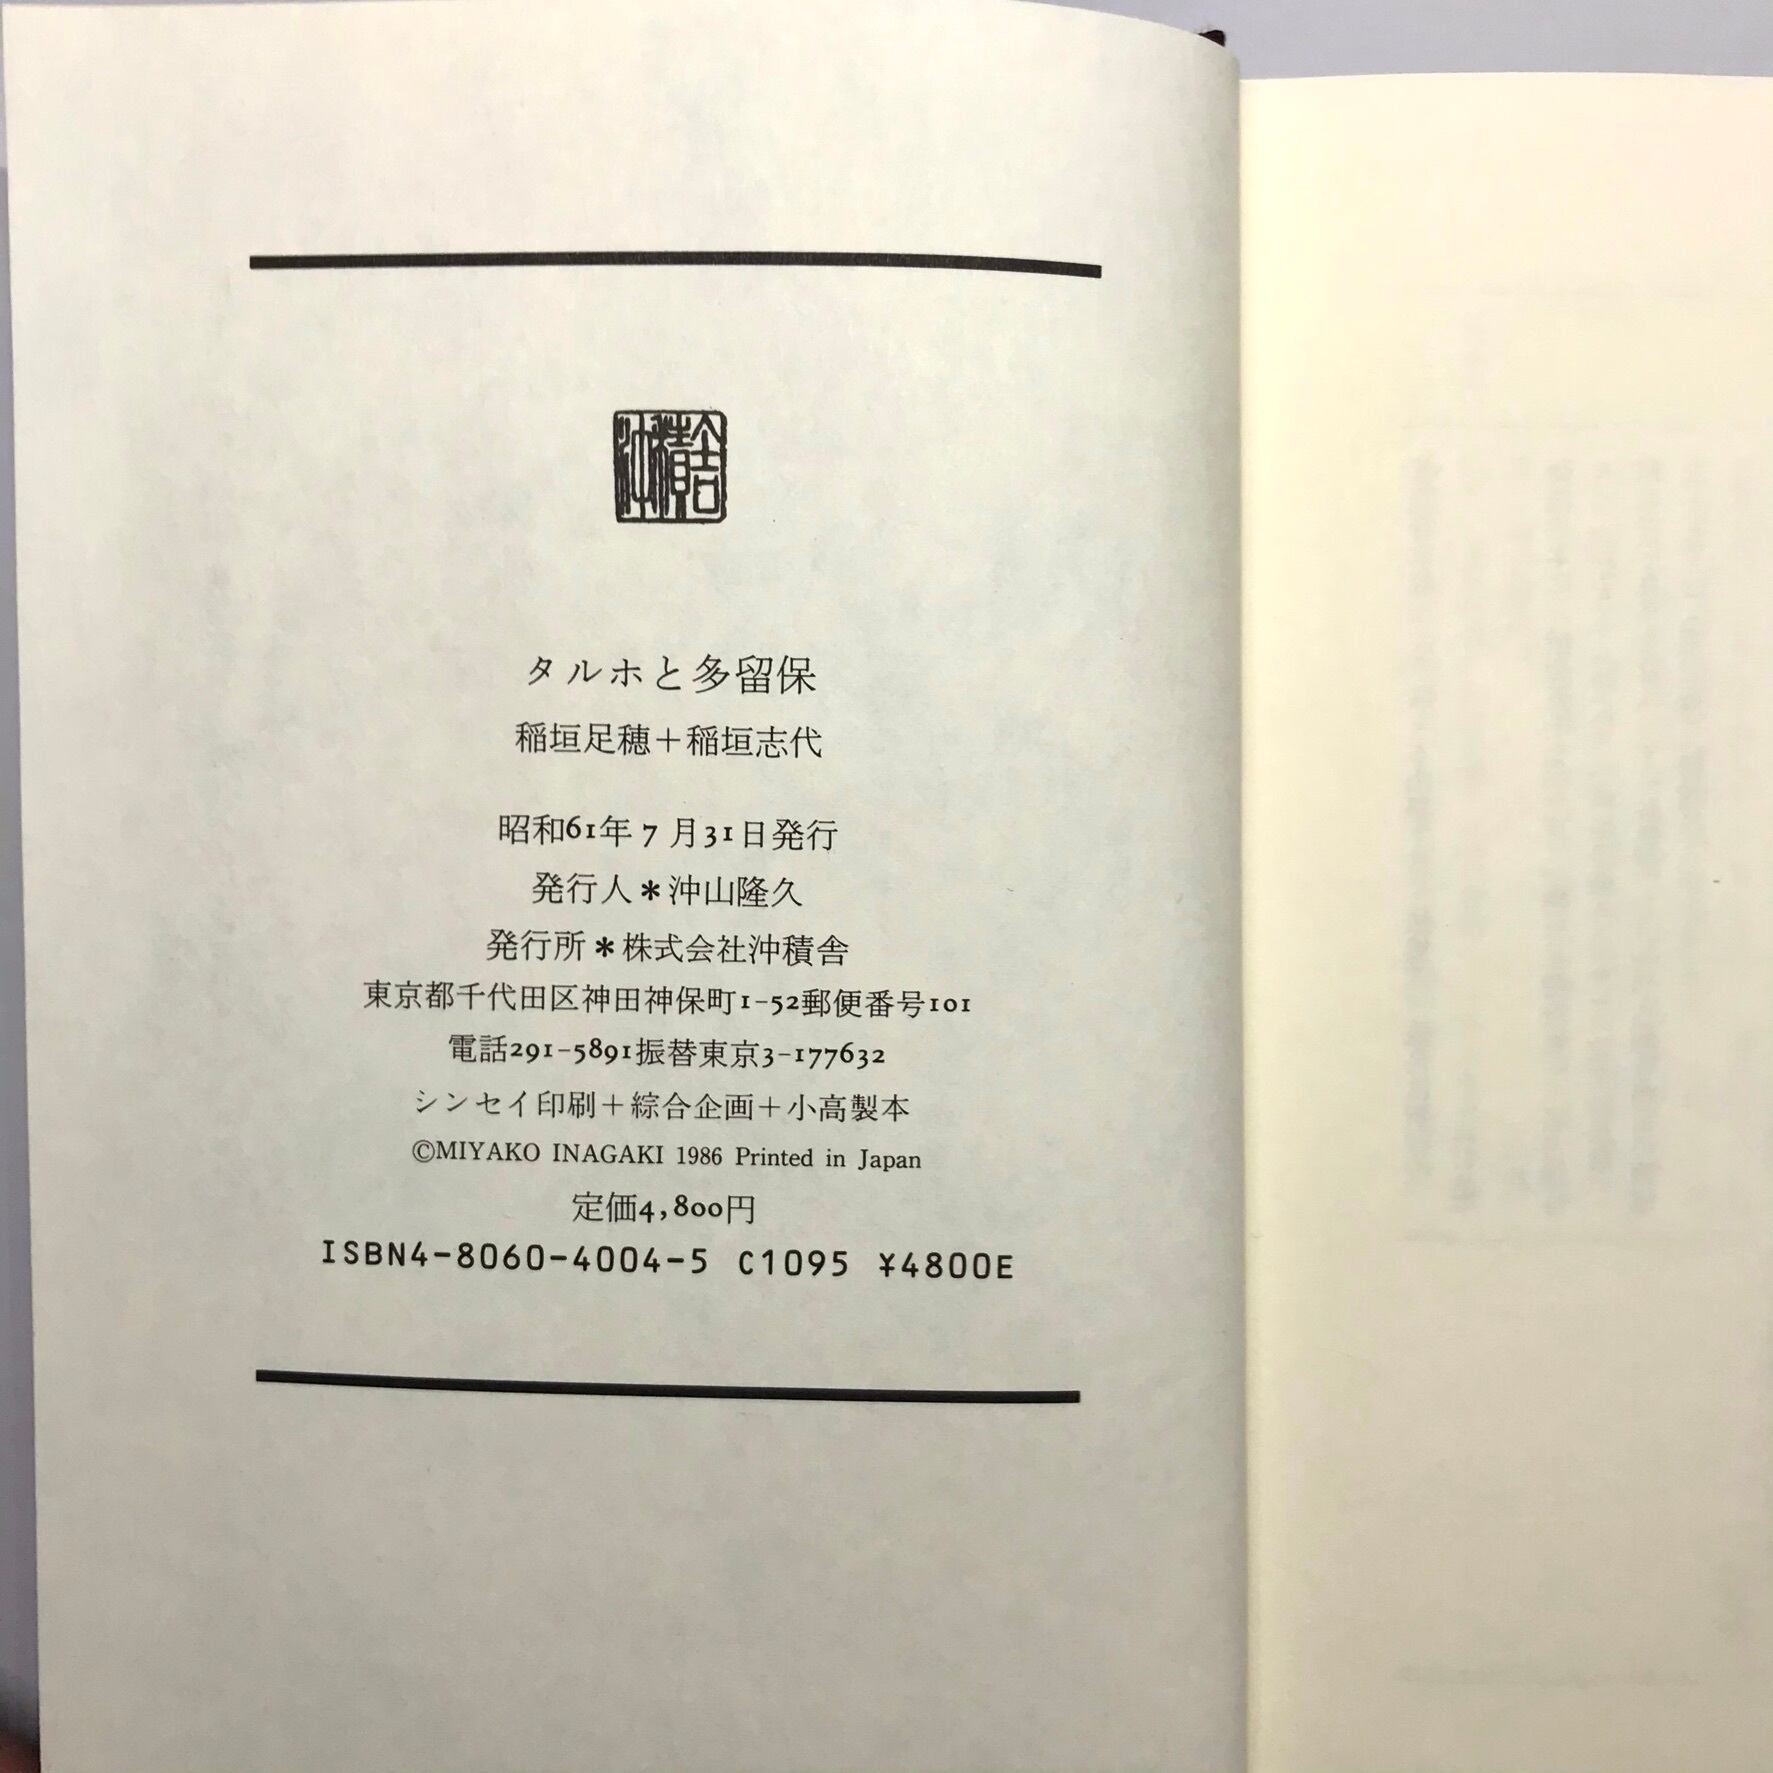 沖積舎
タルホと多留保
稲垣足穂＋稲垣志代
昭和61年7月31日発行
発行人＊沖山隆久
発行所＊株式会社沖積舎
東京都千代田区神田神保町1-52郵便番号101
電話291-5891振替東京3-177632
シンセイ印刷＋綜合企画＋小高製本
©MIYAKO INAGAKI 1986 Printed in Japan
定価4,800円
ISBN4-8060-4004-5 C1095 ¥4800E